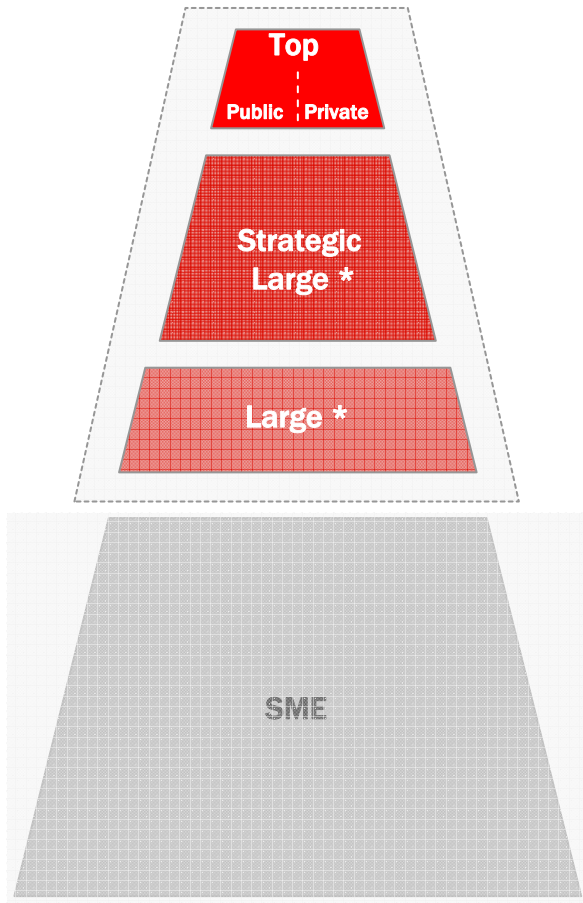 Top
Public Private
Strategic
Large *
Large *
SME